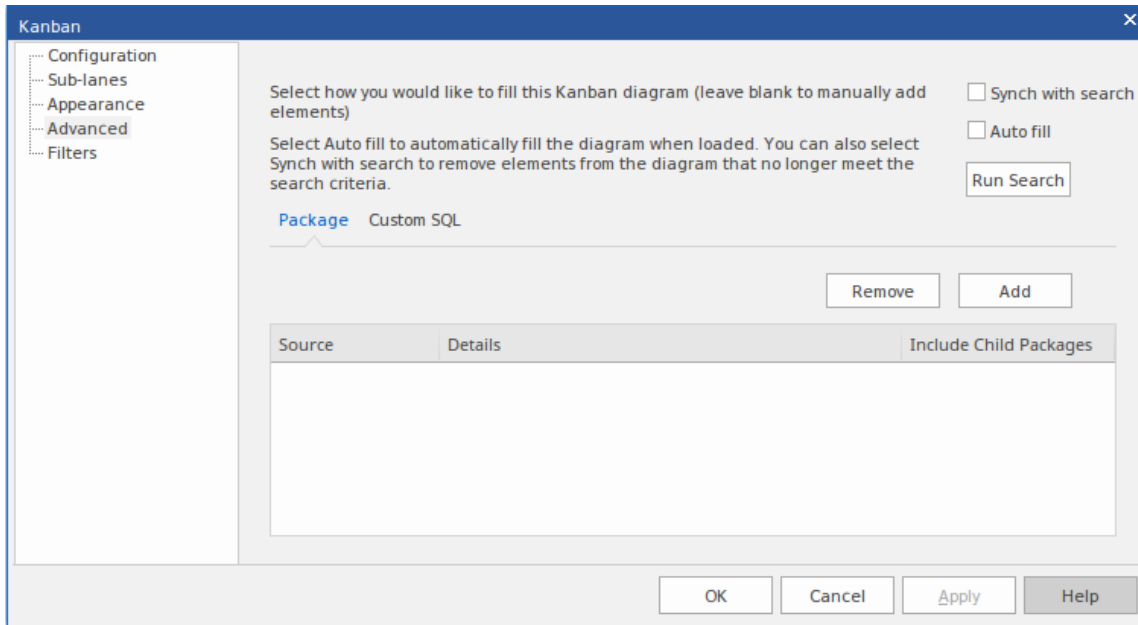 Kanban
Configuration
Sub-lanes
Appearance
Advanced
Filters
Select how you would like to fill this Kanban diagram (leave blank to manually add
elements)
Select Auto fill to automatically fill the diagram when loaded. You can also select
Synch with search to remove elements from the diagram that no longer meet the
search criteria.
Synch with search
Auto fill
Run Search
Package Custom SQL
Remove Add
Source Details Include Child Packages
OK Cancel Apply Help